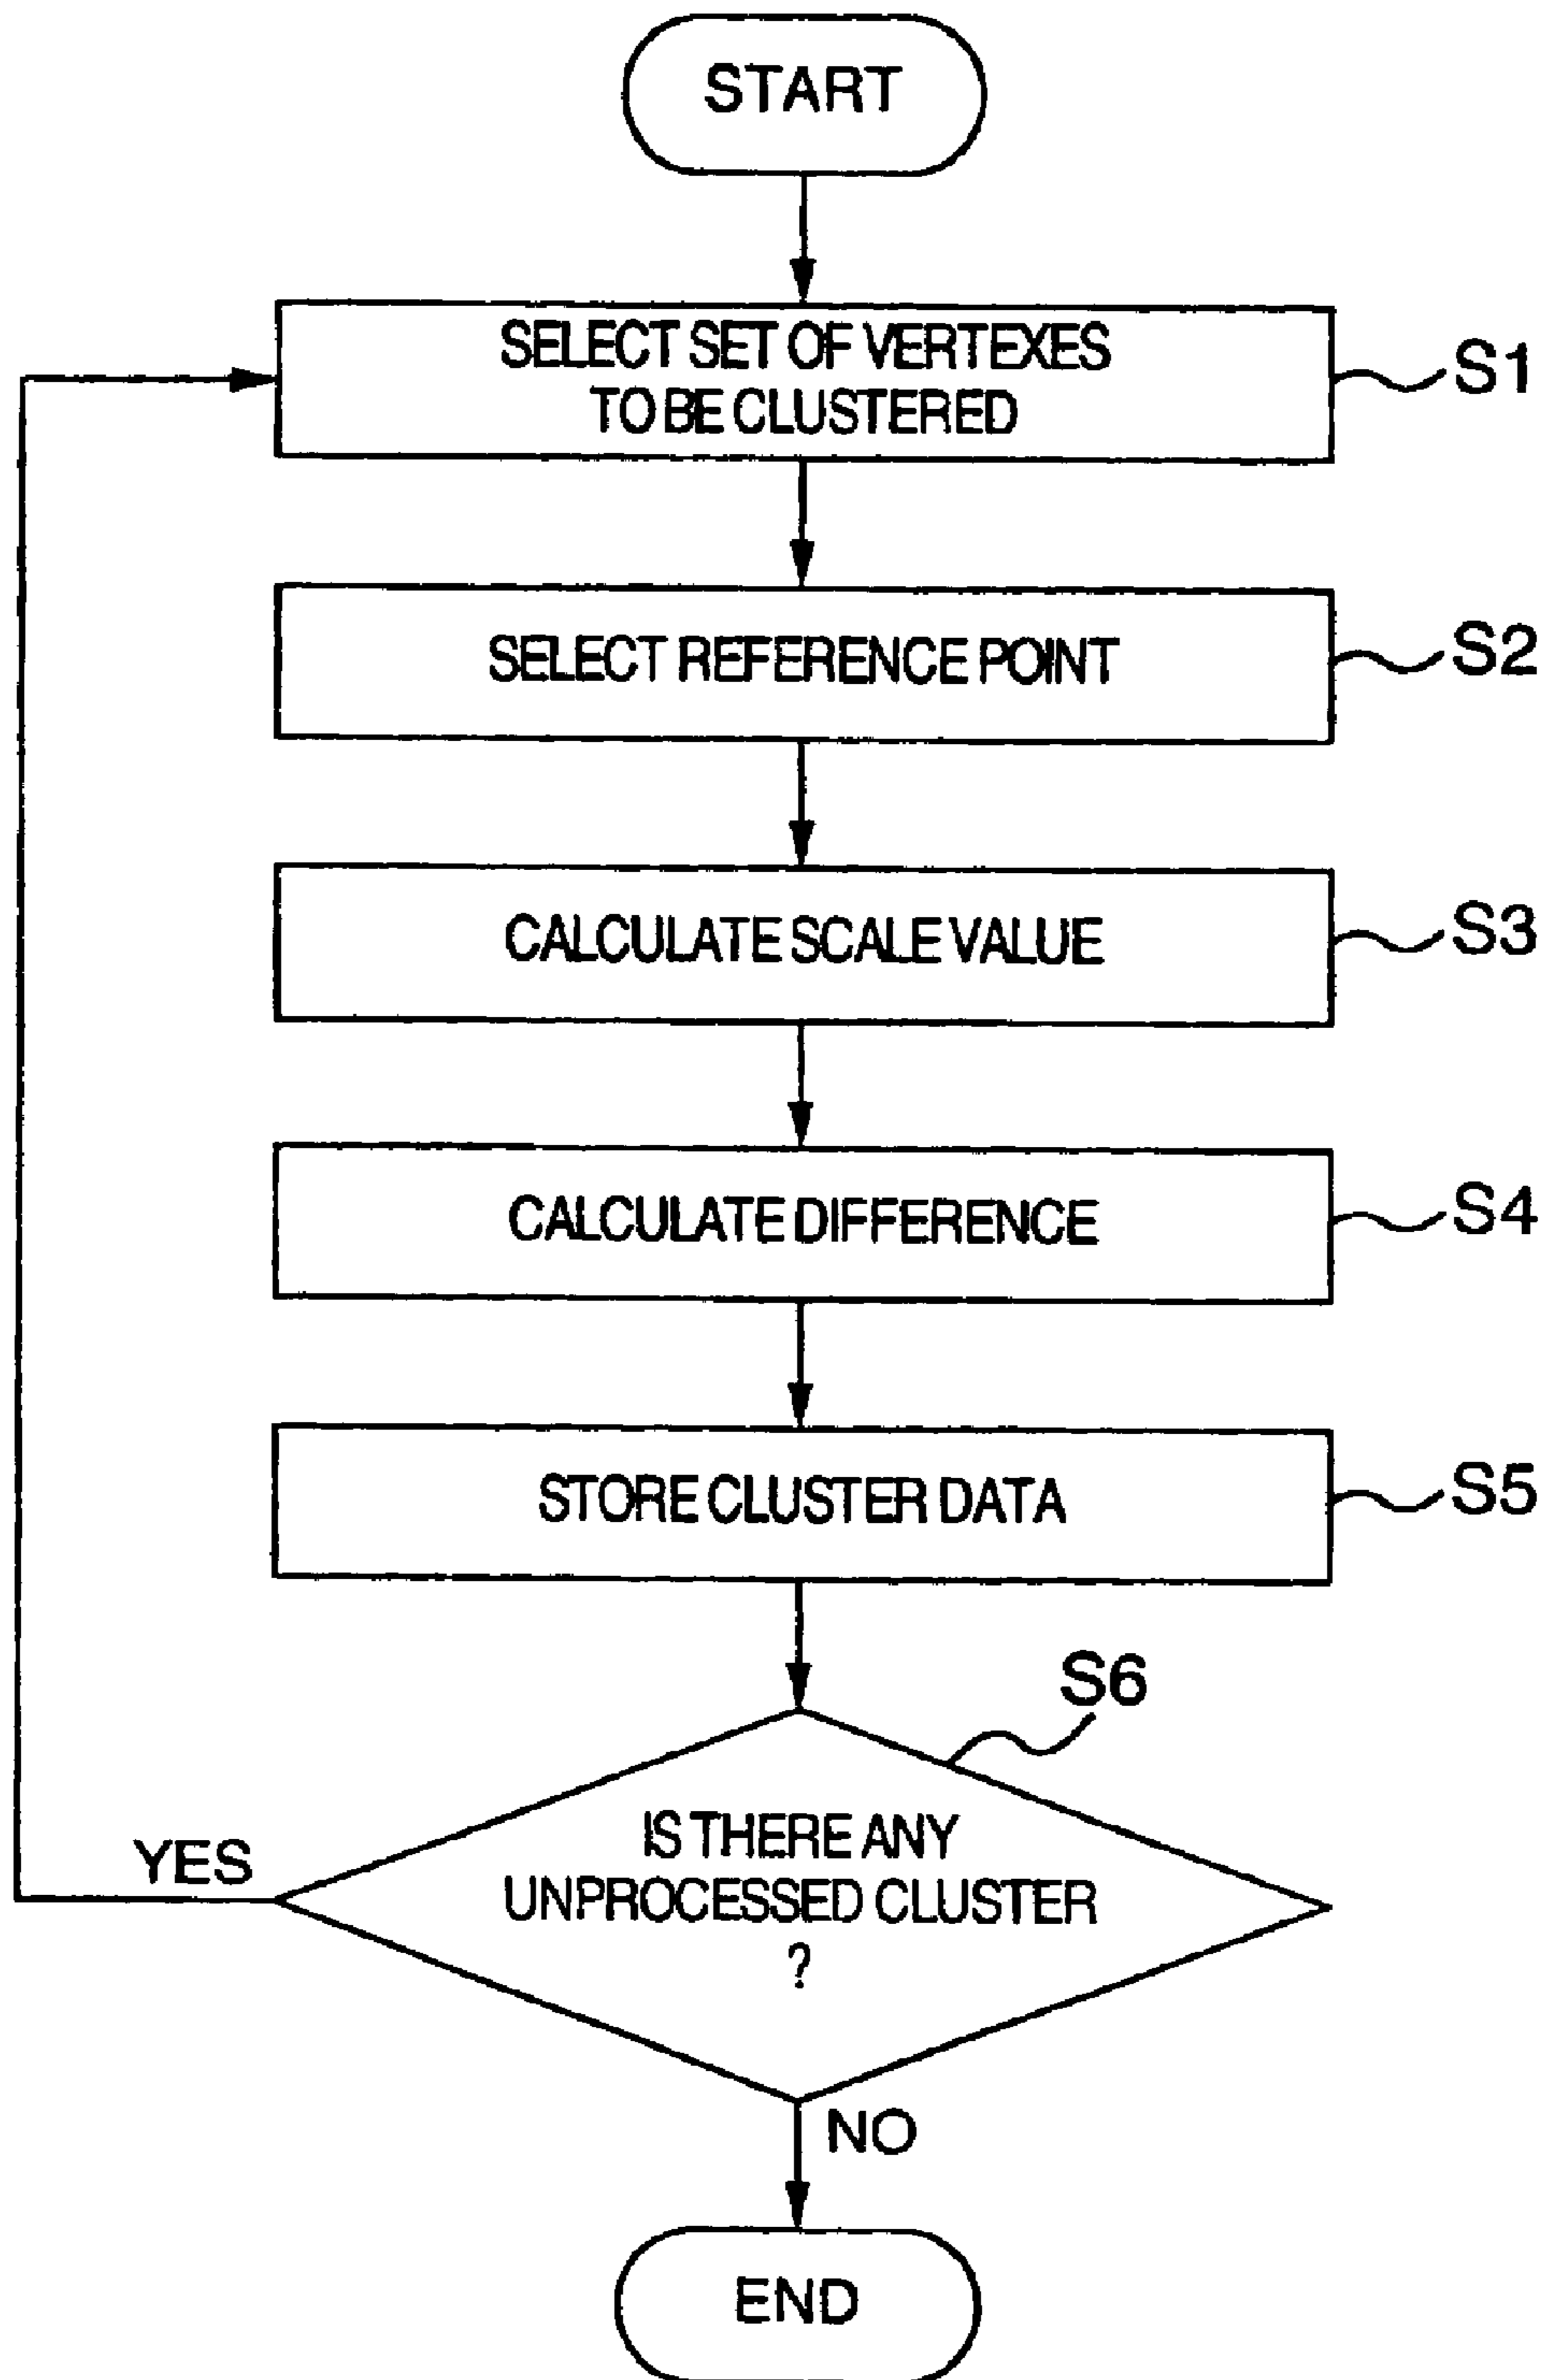 START
SELECT SET OF VERTEXES
TO BE CLUSTERED
S1
SELECT REFERENCE POINT
S2
CALCULATE SCALE VALUE
S3
CALCULATE DIFFERENCE
S4
STORE CLUSTER DATA
S5
S6
IS THERE ANY
UNPROCESSED CLUSTER
?
YES
NO
END